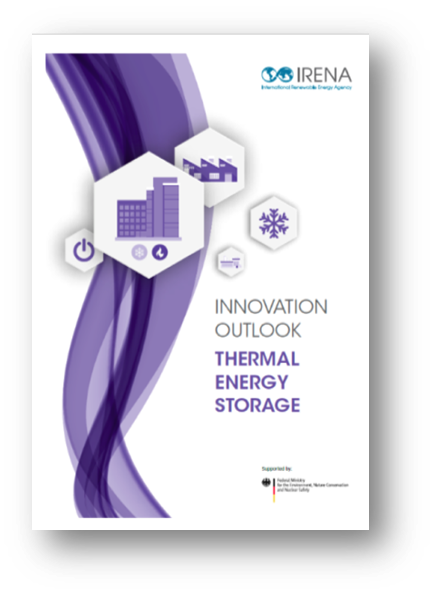 IRENA
International Renewable Energy Agency
INNOVATION
OUTLOOK
THERMAL
ENERGY
STORAGE
Supported by:
Federal Ministry
for the Environment, Nature Conservation
and Nuclear Safety